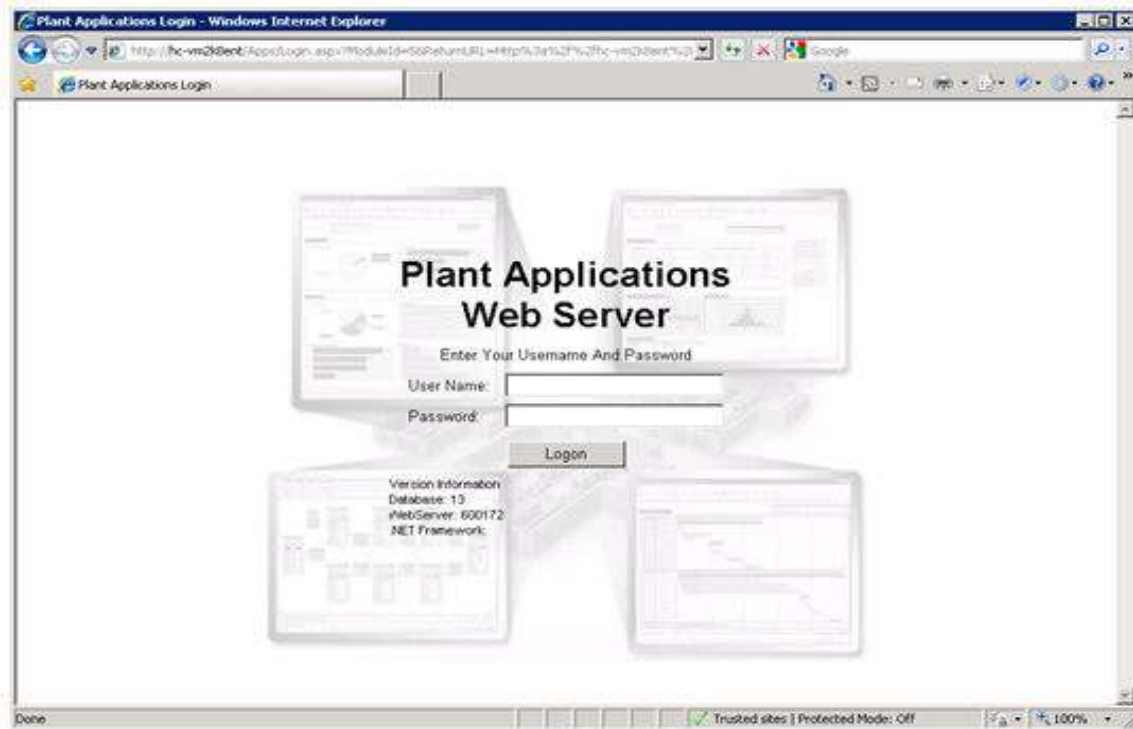 Plant Applications Login - Windows Internet Explorer
Google
Plant Applications Login
Plant Applications
Web Server
Enter Your Username And Password
User Name:
Password:
Logon
Version Information
Database: 13
WebServer: 600172
.NET Framework:
Done
Trusted sites | Protected Mode: Off
100%